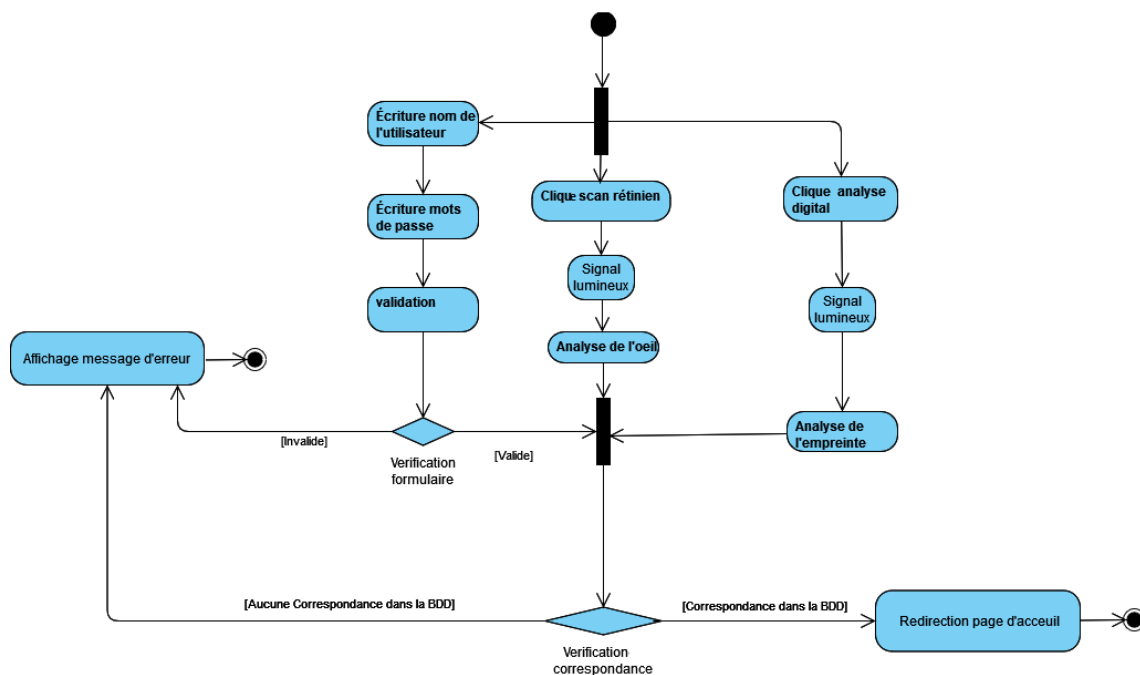 Écriture nom de
l'utilisateur
Écriture mots
de passe
validation
Clique scan rétinien
Signal
lumineux
Analyse de l'oeil
Clique analyse
digital
Signal
lumineux
Analyse de
l'empreinte
Affichage message d'erreur
[Invalide]
Verification
formulaire
[Valide]
[Aucune Correspondance dans la BDD]
[Correspondance dans la BDD]
Verification
correspondance
Redirection page d'acceuil